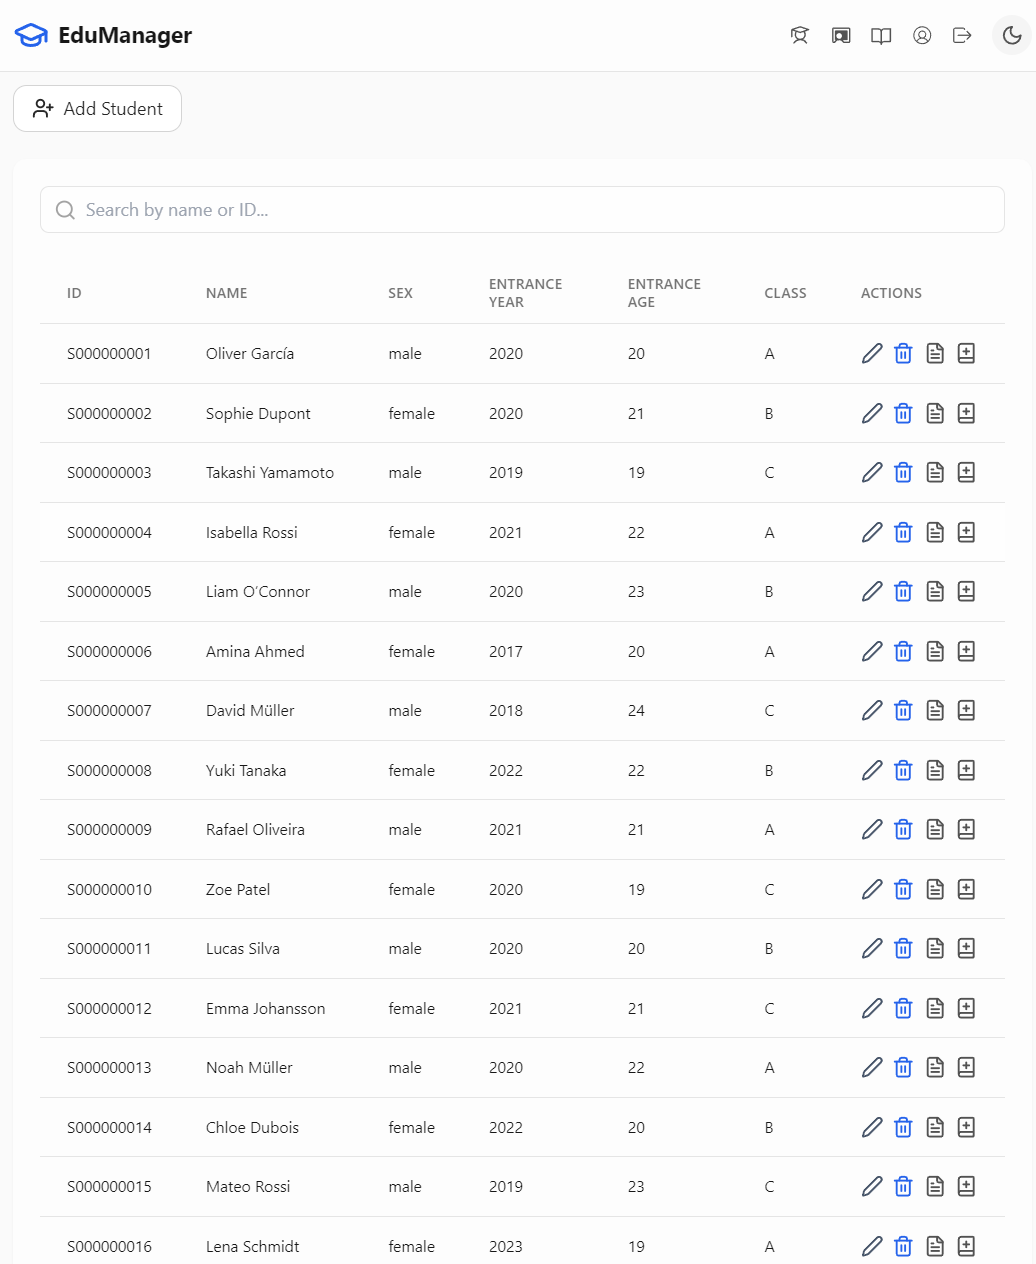 EduManager
Add Student
Search by name or ID...
ID NAME SEX ENTRANCE YEAR ENTRANCE AGE CLASS ACTIONS
S000000001 Oliver García male 2020 20 A
S000000002 Sophie Dupont female 2020 21 B
S000000003 Takashi Yamamoto male 2019 19 C
S000000004 Isabella Rossi female 2021 22 A
S000000005 Liam O’Connor male 2020 23 B
S000000006 Amina Ahmed female 2017 20 A
S000000007 David Müller male 2018 24 C
S000000008 Yuki Tanaka female 2022 22 B
S000000009 Rafael Oliveira male 2021 21 A
S000000010 Zoe Patel female 2020 19 C
S000000011 Lucas Silva male 2020 20 B
S000000012 Emma Johansson female 2021 21 C
S000000013 Noah Müller male 2020 22 A
S000000014 Chloe Dubois female 2022 20 B
S000000015 Mateo Rossi male 2019 23 C
S000000016 Lena Schmidt female 2023 19 A